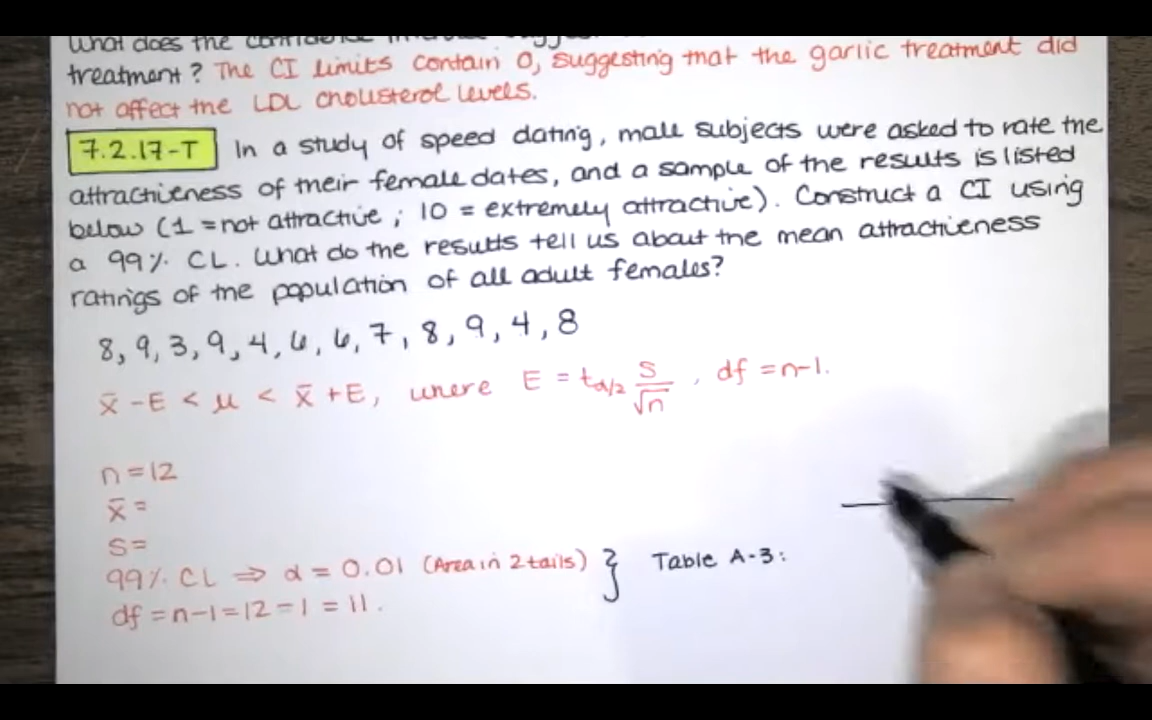 What does the confidence
treatment? The CI limits contain 0, suggesting that the garlic treatment did
not affect the LDL cholusterol levels.
7.2.17-T In a study of speed dating, male subjects were asked to rate the
attractiveness of their female dates, and a sample of the results is listed
below (1 = not attractive ; 10 = extremely attractive). Construct a CI using
a 99% CL. What do the results tell us about the mean attractiveness
ratings of the population of all adult females?
8, 9, 3, 9, 4, 6, 6, 7, 8, 9, 4, 8
x̄ - E < μ < x̄ + E, where E = tα/2 s/√n, df = n-1.
n = 12
x̄ =
s =
99% CL ⇒ α = 0.01 (Area in 2 tails) } Table A-3:
df = n-1 = 12-1 = 11.